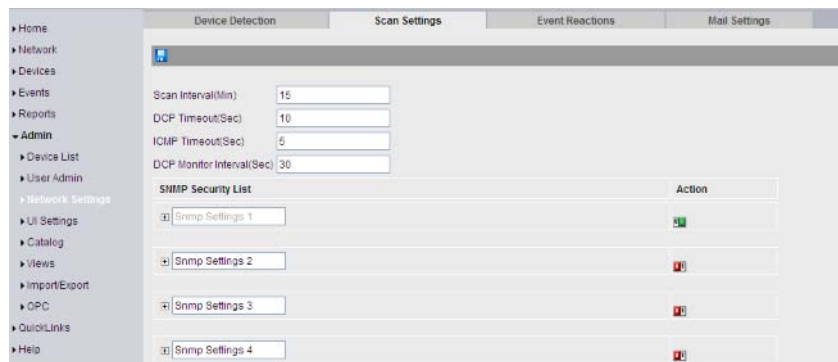 Home
Network
Devices
Events
Reports
Admin
Device List
User Admin
Network Settings
UI Settings
Catalog
Views
Import/Export
OPC
QuickLinks
Help
Device Detection
Scan Settings
Event Reactions
Mail Settings
Scan Interval(Min) 15
DCP Timeout(Sec) 10
ICMP Timeout(Sec) 5
DCP Monitor Interval(Sec) 30
SNMP Security List Action
Snmp Settings 1
Snmp Settings 2
Snmp Settings 3
Snmp Settings 4